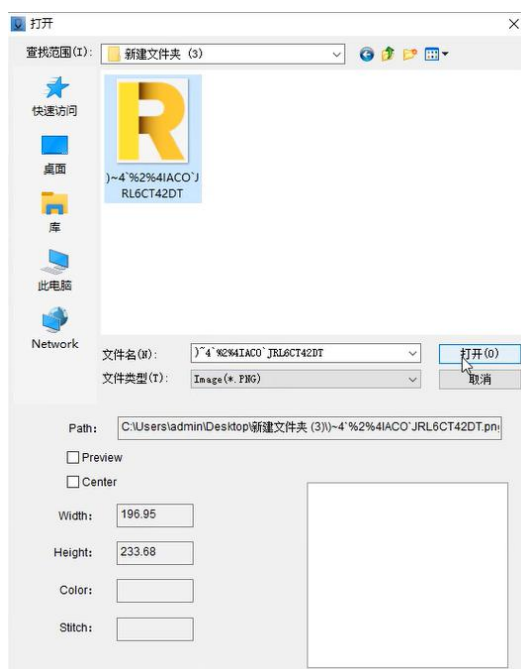 打开
查找范围(I):
新建文件夹 (3)
快速访问
R
)~4`%2%4IACO`J
RL6CT42DT
桌面
库
此电脑
Network
文件名(N):
)~4`%2%4IACO`JRL6CT42DT
打开(O)
文件类型(T):
Image(*.PNG)
取消
Path:
C:\Users\admin\Desktop\新建文件夹 (3)\)~4`%2%4IACO`JRL6CT42DT.png
Preview
Center
Width:
196.95
Height:
233.68
Color:
Stitch: